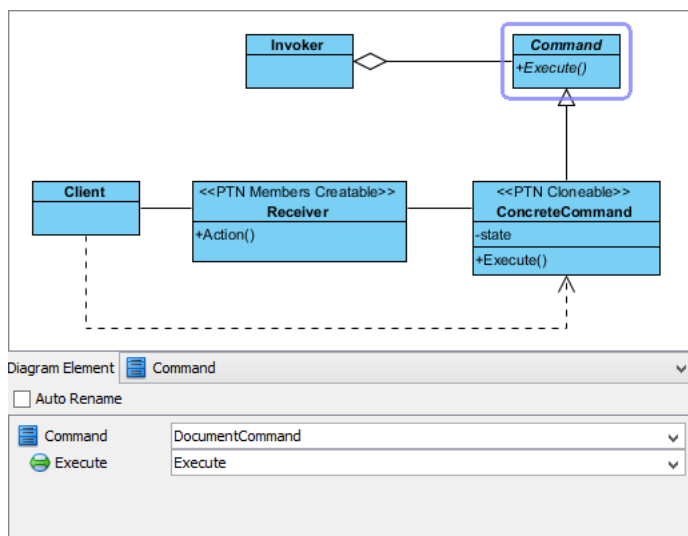 Invoker
Command
+Execute()
Client
<<PTN Members Creatable>>
Receiver
+Action()
<<PTN Cloneable>>
ConcreteCommand
-state
+Execute()
Diagram Element Command
Auto Rename
Command DocumentCommand
Execute Execute